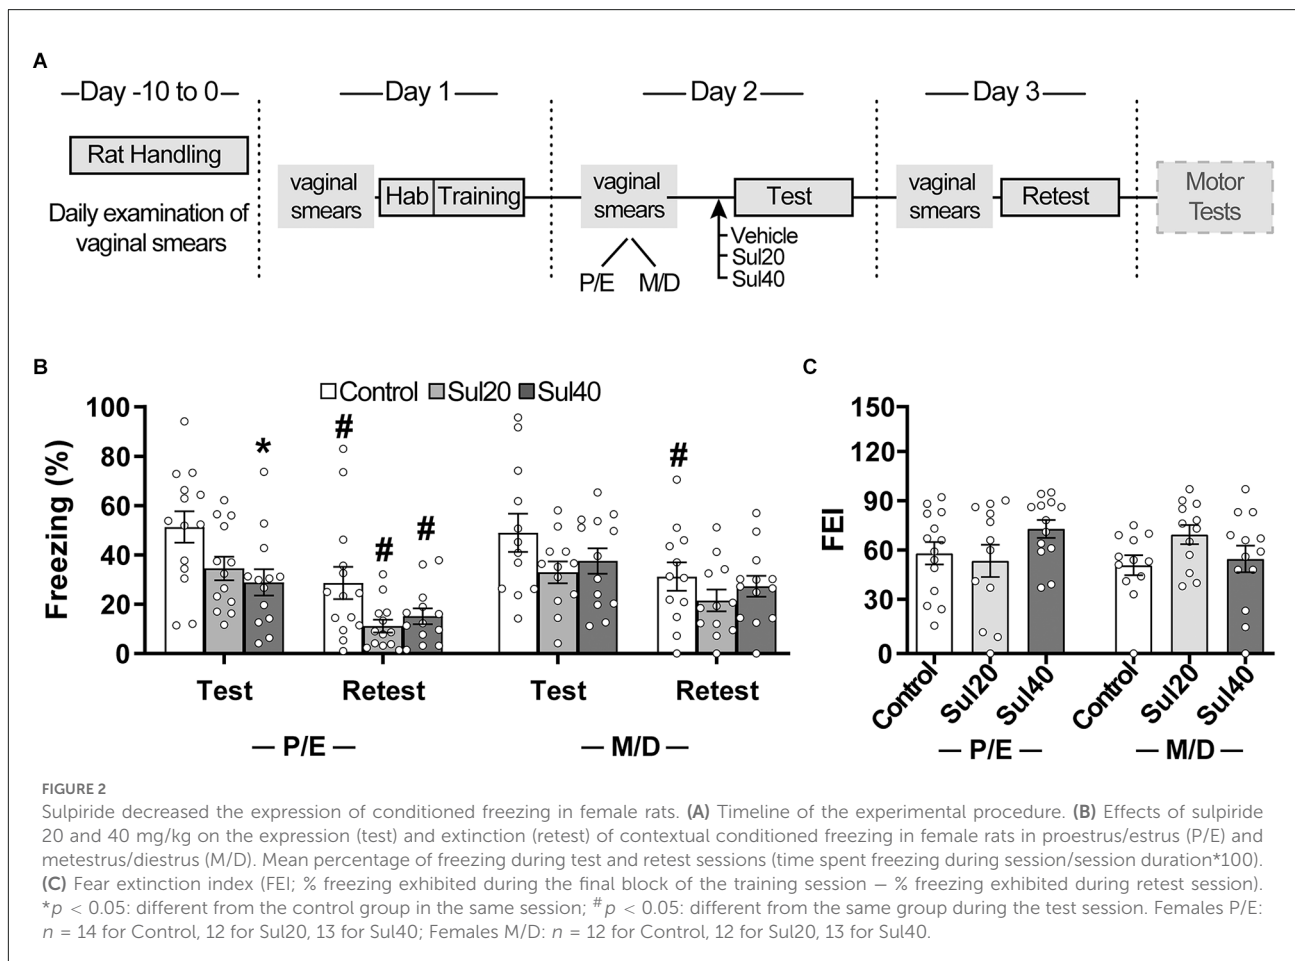 A
Day -10 to 0
Day 1
Day 2
Day 3
Rat Handling
Daily examination of
vaginal smears
vaginal
smears
Hab
Training
vaginal
smears
P/E
M/D
Test
Vehicle
Sul20
Sul40
vaginal
smears
Retest
Motor
Tests
B
Control
Sul20
Sul40
Freezing (%)
100
80
60
40
20
0
*
#
#
#
#
Test
Retest
Test
Retest
— P/E —
— M/D —
C
FEI
150
120
90
60
30
0
Control
Sul20
Sul40
Control
Sul20
Sul40
— P/E —
— M/D —
FIGURE 2
Sulpiride decreased the expression of conditioned freezing in female rats. (A) Timeline of the experimental procedure. (B) Effects of sulpiride
20 and 40 mg/kg on the expression (test) and extinction (retest) of contextual conditioned freezing in female rats in proestrus/estrus (P/E) and
metestrus/diestrus (M/D). Mean percentage of freezing during test and retest sessions (time spent freezing during session/session duration*100).
(C) Fear extinction index (FEI; % freezing exhibited during the final block of the training session – % freezing exhibited during retest session).
*p < 0.05: different from the control group in the same session; #p < 0.05: different from the same group during the test session. Females P/E:
n = 14 for Control, 12 for Sul20, 13 for Sul40; Females M/D: n = 12 for Control, 12 for Sul20, 13 for Sul40.